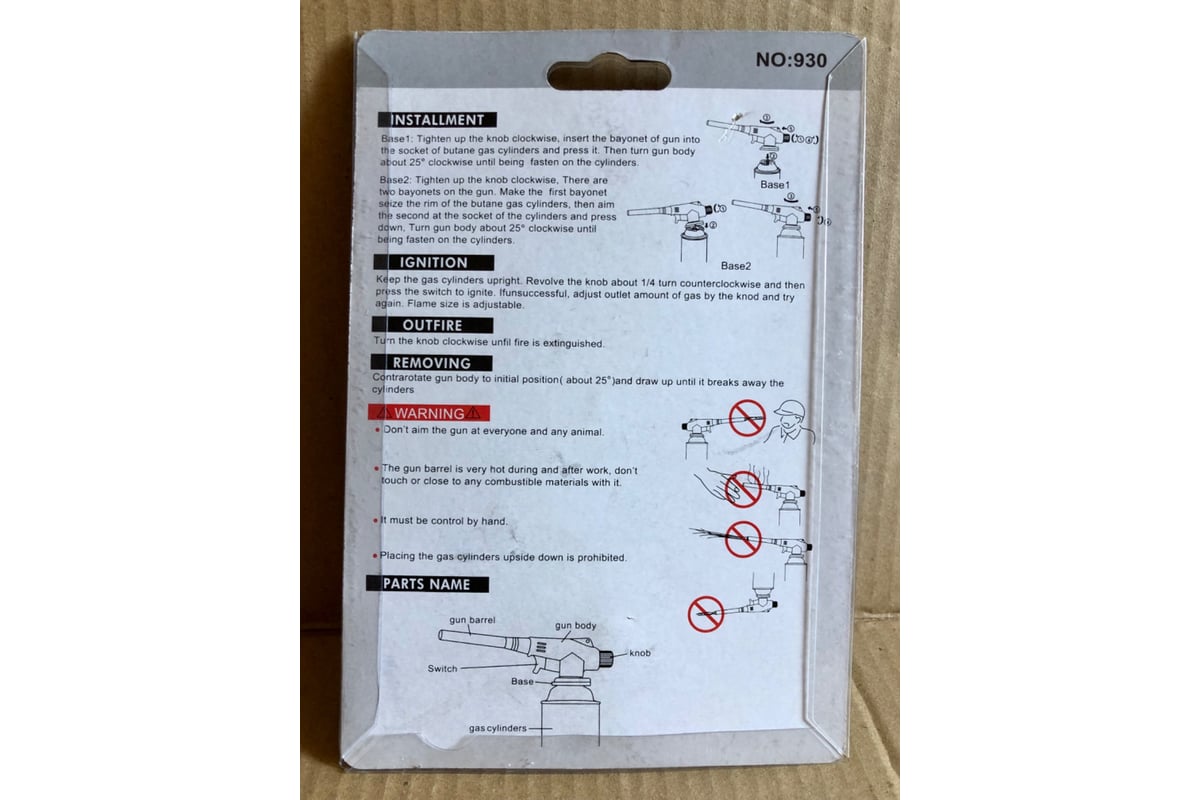 NO:930
INSTALLMENT
Base1: Tighten up the knob clockwise, insert the bayonet of gun into
the socket of butane gas cylinders and press it. Then turn gun body
about 25° clockwise until being fasten on the cylinders.
Base1
Base2: Tighten up the knob clockwise, There are
two bayonets on the gun. Make the first bayonet
seize the rim of the butane gas cylinders, then aim
the second at the socket of the cylinders and press
down, Turn gun body about 25° clockwise until
being fasten on the cylinders.
Base2
IGNITION
Keep the gas cylinders upright. Revolve the knob about 1/4 turn counterclockwise and then
press the switch to ignite. Ifunsuccessful, adjust outlet amount of gas by the knod and try
again. Flame size is adjustable.
OUTFIRE
Turn the knob clockwise unfil fire is extinguished.
REMOVING
Contrarotate gun body to initial position( about 25°)and draw up until it breaks away the
cylinders
WARNING
• Don't aim the gun at everyone and any animal.
• The gun barrel is very hot during and after work, don't
touch or close to any combustible materials with it.
• It must be control by hand.
• Placing the gas cylinders upside down is prohibited.
PARTS NAME
gun barrel
gun body
knob
Switch
Base
gas cylinders